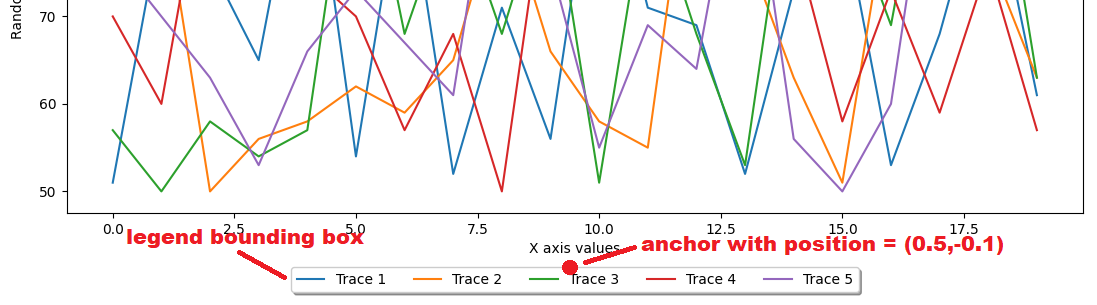 Rando
70
60
50
0.0 2.5 5.0 7.5 10.0 12.5 15.0 17.5
legend bounding box
X axis values
anchor with position = (0.5,-0.1)
Trace 1 Trace 2 Trace 3 Trace 4 Trace 5